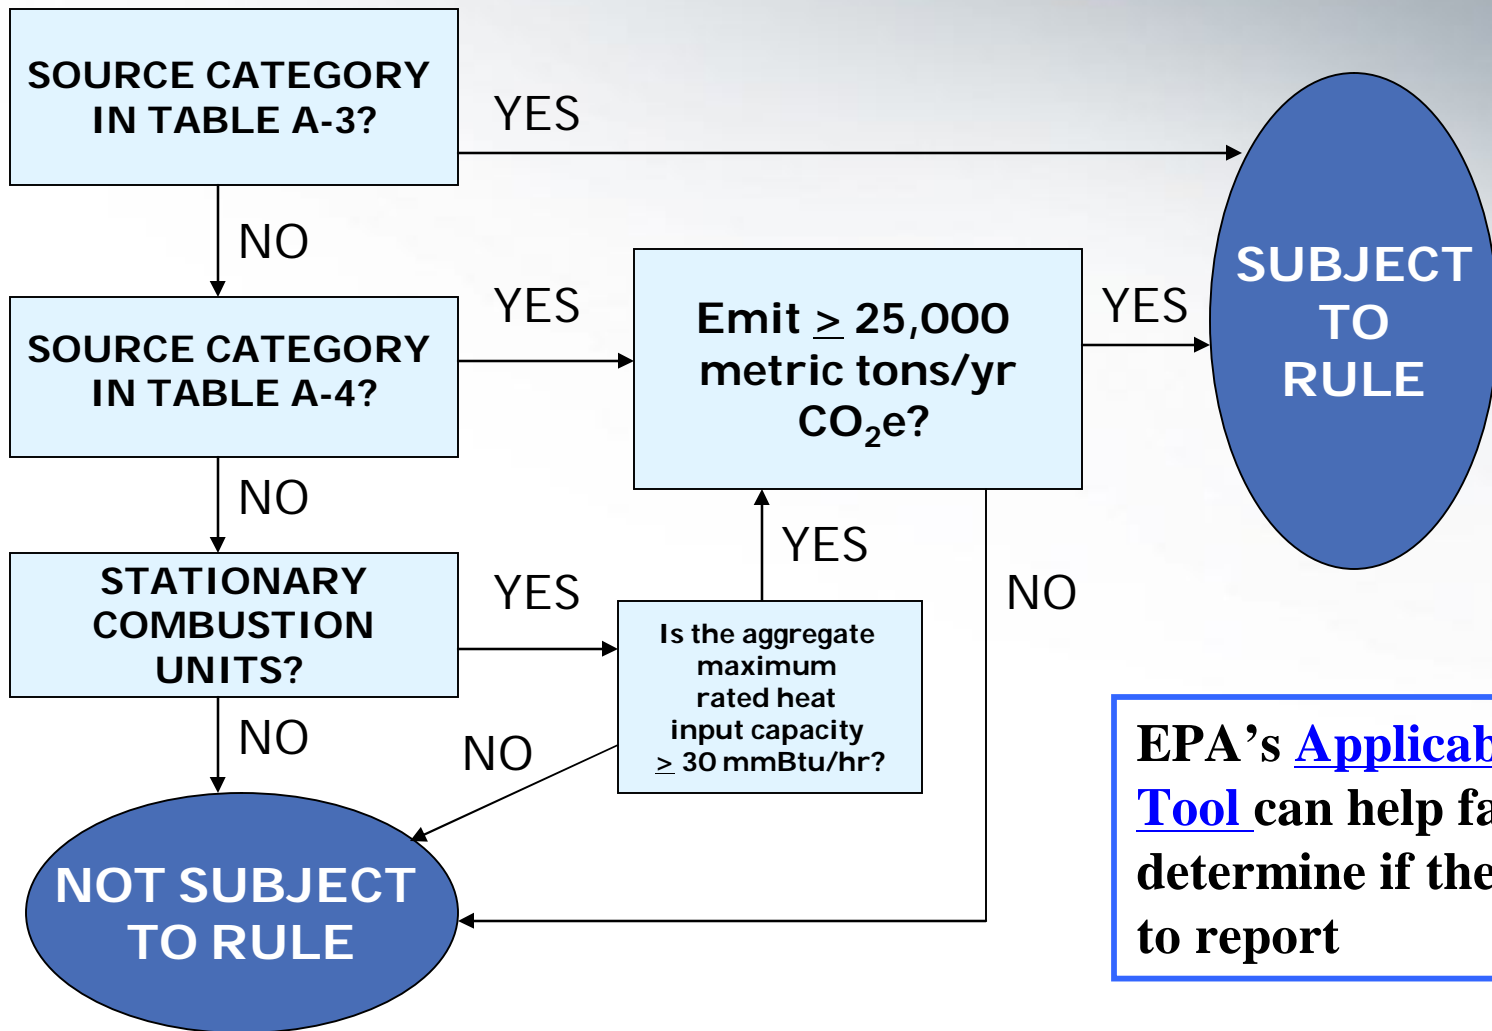 SOURCE CATEGORY
IN TABLE A-3?
YES
NO
SOURCE CATEGORY
IN TABLE A-4?
YES
Emit ≥ 25,000
metric tons/yr
CO₂e?
YES
SUBJECT
TO
RULE
NO
STATIONARY
COMBUSTION
UNITS?
YES
YES
NO
Is the aggregate
maximum
rated heat
input capacity
≥ 30 mmBtu/hr?
NO
NO
NOT SUBJECT
TO RULE
EPA's
Tool can help
determine if
to report